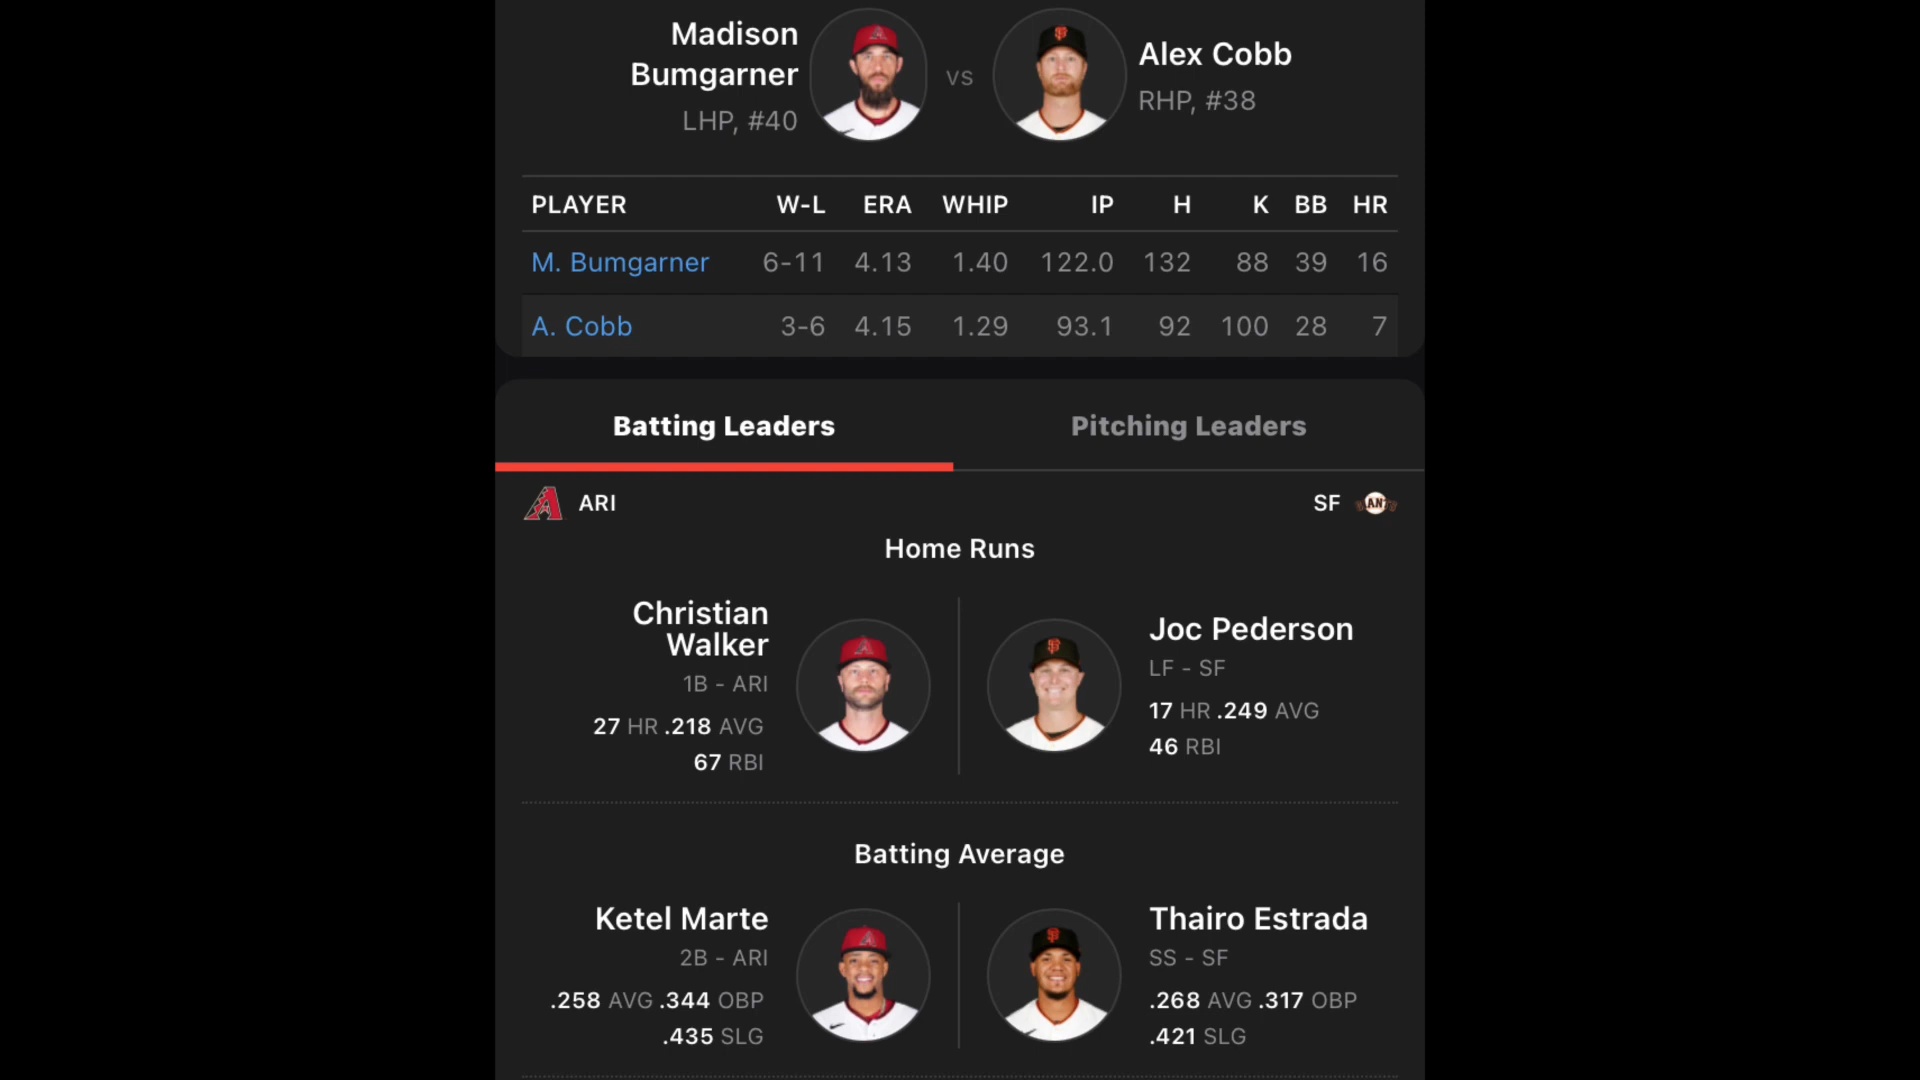 Madison
Bumgarner
LHP, #40
vs
Alex Cobb
RHP, #38
PLAYER W-L ERA WHIP IP H K BB HR
M. Bumgarner 6-11 4.13 1.40 122.0 132 88 39 16
A. Cobb 3-6 4.15 1.29 93.1 92 100 28 7
Batting Leaders Pitching Leaders
ARI SF
Home Runs
Christian
Walker
1B - ARI
27 HR .218 AVG
67 RBI
Joc Pederson
LF - SF
17 HR .249 AVG
46 RBI
Batting Average
Ketel Marte
2B - ARI
.258 AVG .344 OBP
.435 SLG
Thairo Estrada
SS - SF
.268 AVG .317 OBP
.421 SLG